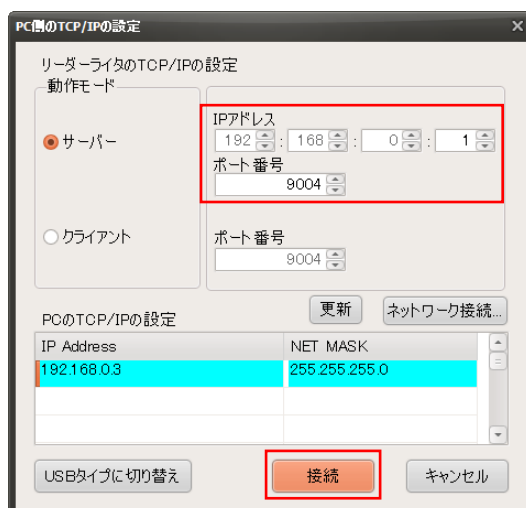 PC側のTCP/IPの設定
リーダーライタのTCP/IPの設定
動作モード
サーバー
IPアドレス
192 : 168 : 0 : 1
ポート番号
9004
クライアント
ポート番号
9004
更新
ネットワーク接続...
PCのTCP/IPの設定
IP Address NET MASK
192.168.0.3 255.255.255.0
USBタイプに切り替え
接続
キャンセル